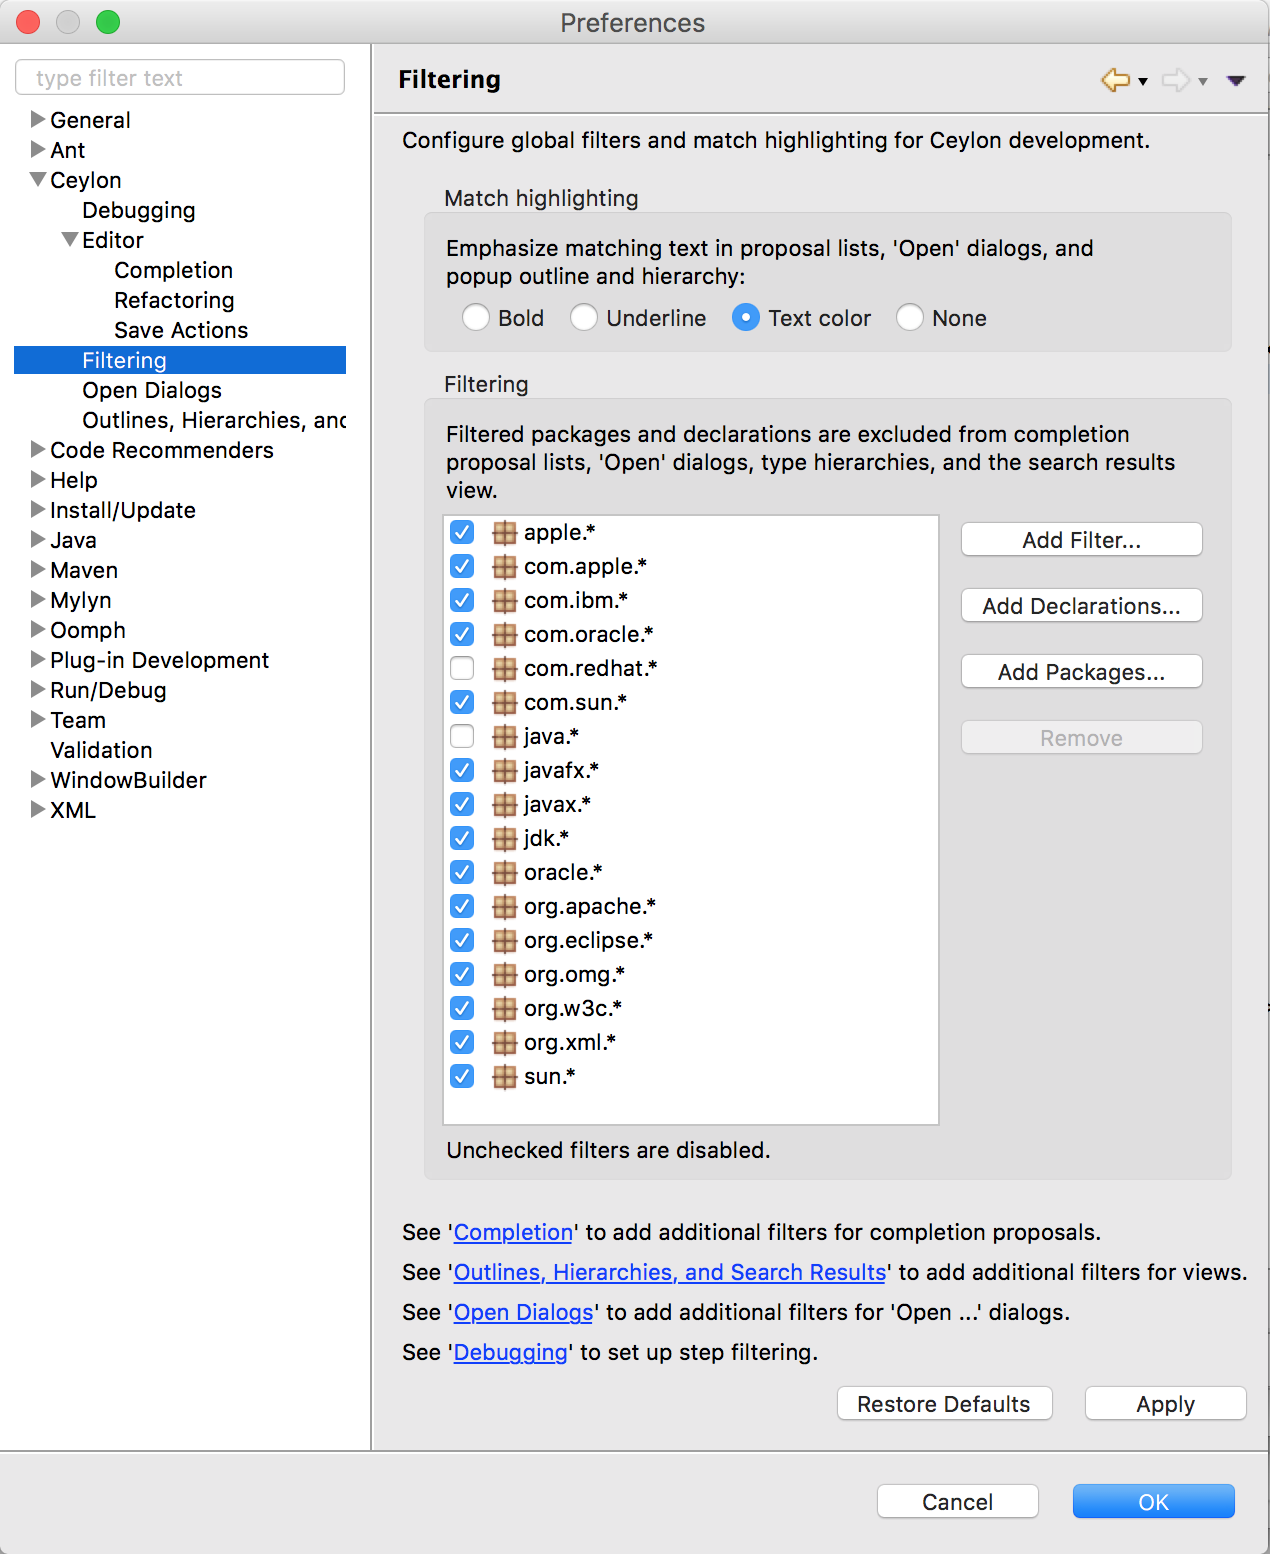 Preferences
type filter text
General
Ant
Ceylon
Debugging
Editor
Completion
Refactoring
Save Actions
Filtering
Open Dialogs
Outlines, Hierarchies, and
Code Recommenders
Help
Install/Update
Java
Maven
Mylyn
Oomph
Plug-in Development
Run/Debug
Team
Validation
WindowBuilder
XML
Filtering
Configure global filters and match highlighting for Ceylon development.
Match highlighting
Emphasize matching text in proposal lists, 'Open' dialogs, and
popup outline and hierarchy:
Bold Underline Text color None
Filtering
Filtered packages and declarations are excluded from completion
proposal lists, 'Open' dialogs, type hierarchies, and the search results
view.
apple.*
com.apple.*
com.ibm.*
com.oracle.*
com.redhat.*
com.sun.*
java.*
javafx.*
javax.*
jdk.*
oracle.*
org.apache.*
org.eclipse.*
org.omg.*
org.w3c.*
org.xml.*
sun.*
Add Filter...
Add Declarations...
Add Packages...
Remove
Unchecked filters are disabled.
See 'Completion' to add additional filters for completion proposals.
See 'Outlines, Hierarchies, and Search Results' to add additional filters for views.
See 'Open Dialogs' to add additional filters for 'Open ...' dialogs.
See 'Debugging' to set up step filtering.
Restore Defaults Apply
Cancel OK